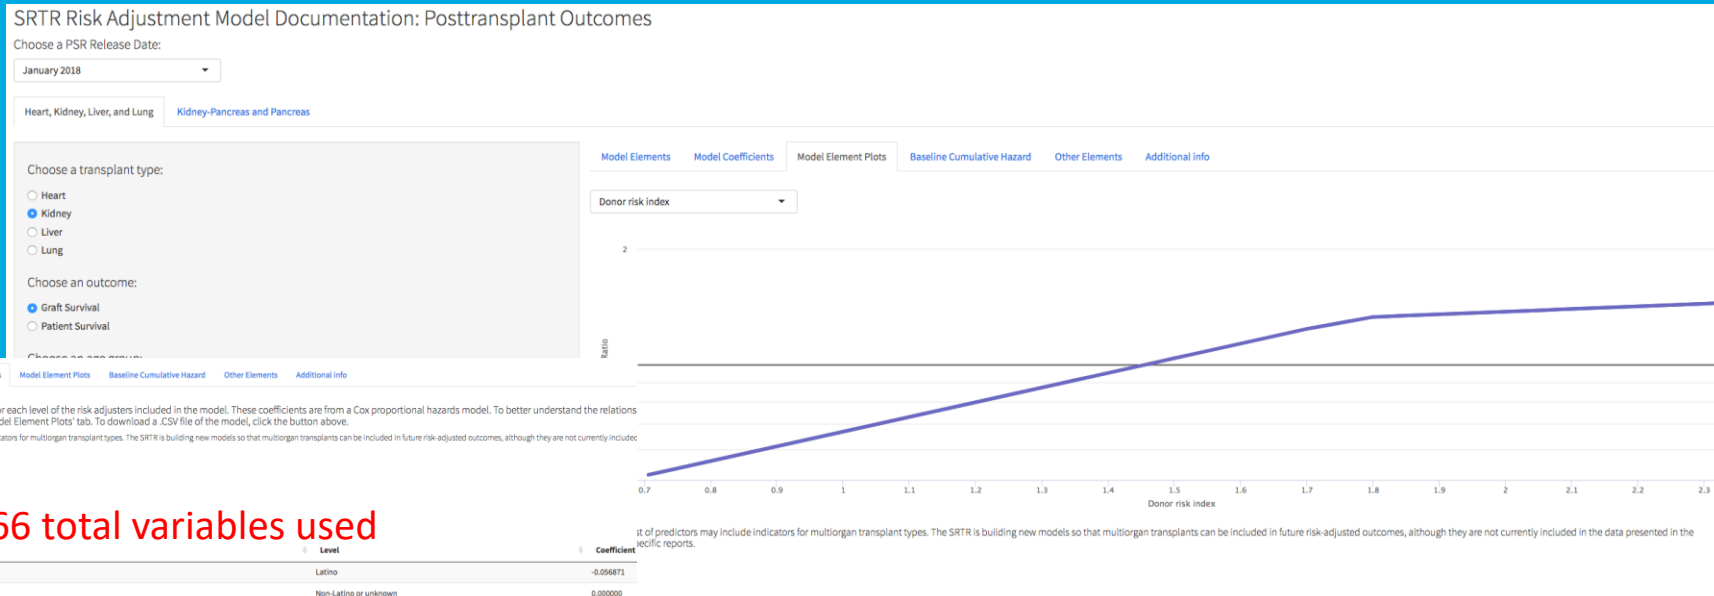 SRTR Risk Adjustment Model Documentation: Posttransplant Outcomes
Choose a PSR Release Date:
January 2018
Heart, Kidney, Liver, and Lung Kidney-Pancreas and Pancreas
Choose a transplant type:
Heart
Kidney
Liver
Lung
Choose an outcome:
Graft Survival
Patient Survival
Choose an age group:
Model Elements Model Coefficients Model Element Plots Baseline Cumulative Hazard Other Elements Additional info
Donor risk index
2
Ratio
0.7 0.8 0.9 1 1.1 1.2 1.3 1.4 1.5 1.6 1.7 1.8 1.9 2 2.1 2.2 2.3
Donor risk index
st of predictors may include indicators for multiorgan transplant types. The SRTR is building new models so that multiorgan transplants can be included in future risk-adjusted outcomes, although they are not currently included in the data presented in the
pecific reports.
s Model Element Plots Baseline Cumulative Hazard Other Elements Additional info
or each level of the risk adjusters included in the model. These coefficients are from a Cox proportional hazards model. To better understand the relations
del Element Plots' tab. To download a .CSV file of the model, click the button above.
cators for multiorgan transplant types. The SRTR is building new models so that multiorgan transplants can be included in future risk-adjusted outcomes, although they are not currently included
66 total variables used
Level Coefficient
Latino -0.056871
Non-Latino or unknown 0.000000